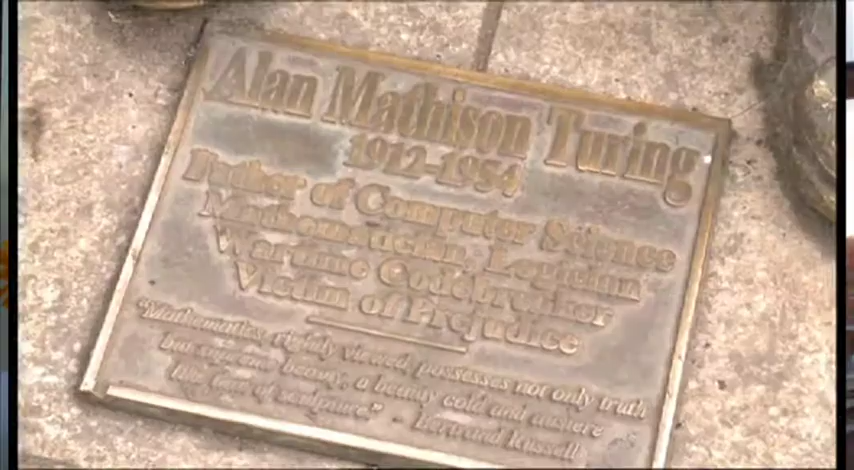 Alan Mathison Turing
1912-1954
Father of Computer Science
Mathematician, Logician
Wartime Codebreaker
Victim of Prejudice
"Mathematics, rightly viewed, possesses not only truth
but supreme beauty, a beauty cold and austere
like that of sculpture." - Bertrand Russell